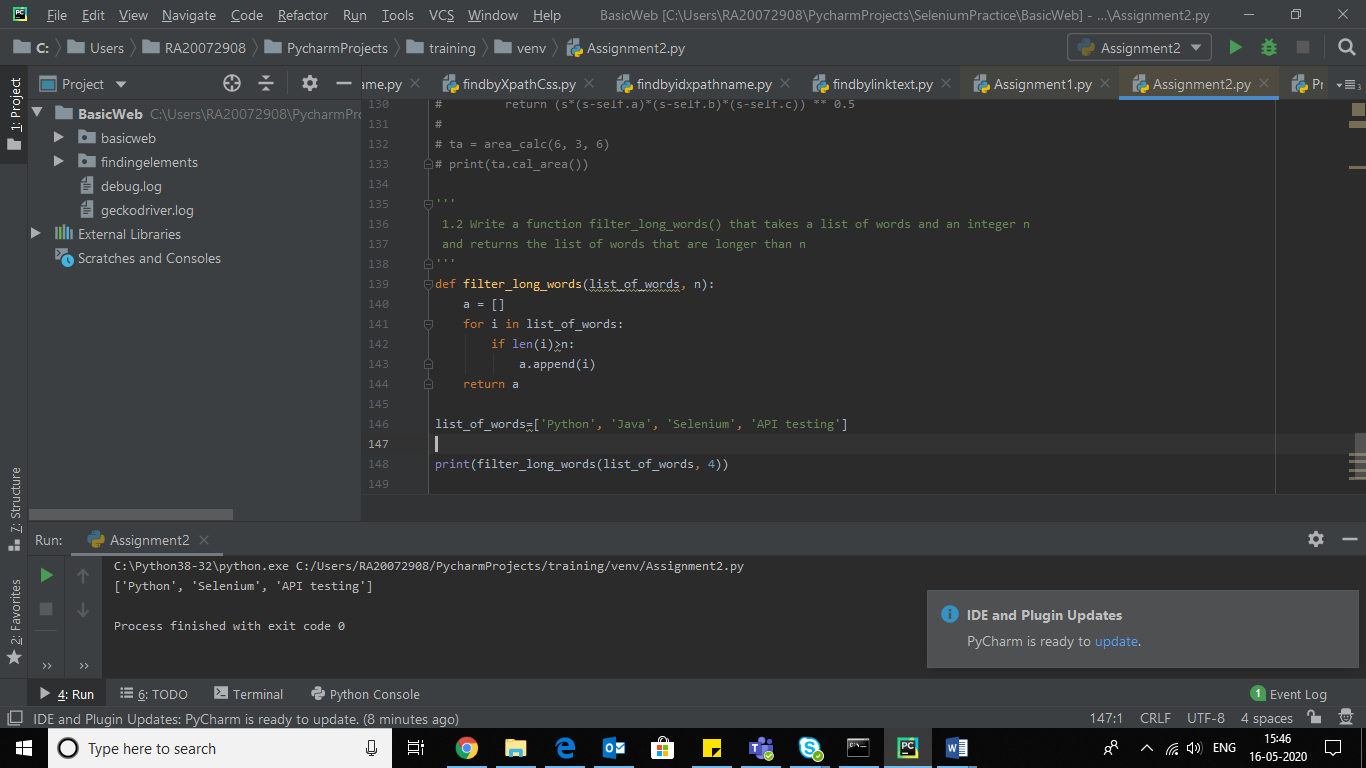 File Edit View Navigate Code Refactor Run Tools VCS Window Help BasicWeb [C:\Users\RA20072908\PycharmProjects\SeleniumPractice\BasicWeb] - ...\Assignment2.py
C: Users RA20072908 PycharmProjects training venv Assignment2.py Assignment2
Project ame.py findbyXpathCss.py findbyidxpathname.py findbylinktext.py Assignment1.py Assignment2.py Pr
1: Project
BasicWeb C:\Users\RA20072908\PycharmPr
basicweb
findingelements
debug.log
geckodriver.log
External Libraries
Scratches and Consoles
130 # return (s*(s-self.a)*(s-self.b)*(s-self.c)) ** 0.5
131 #
132 # ta = area_calc(6, 3, 6)
133 # print(ta.cal_area())
134
135 '''
136 1.2 Write a function filter_long_words() that takes a list of words and an integer n
137 and returns the list of words that are longer than n
138 '''
139 def filter_long_words(list_of_words, n):
140 a = []
141 for i in list_of_words:
142 if len(i)>n:
143 a.append(i)
144 return a
145
146 list_of_words=['Python', 'Java', 'Selenium', 'API testing']
147
148 print(filter_long_words(list_of_words, 4))
149
7: Structure
2: Favorites
Run: Assignment2
C:\Python38-32\python.exe C:/Users/RA20072908/PycharmProjects/training/venv/Assignment2.py
['Python', 'Selenium', 'API testing']
Process finished with exit code 0
IDE and Plugin Updates
PyCharm is ready to update.
4: Run 6: TODO Terminal Python Console 1 Event Log
IDE and Plugin Updates: PyCharm is ready to update. (8 minutes ago) 147:1 CRLF UTF-8 4 spaces
Type here to search ENG 15:46
16-05-2020